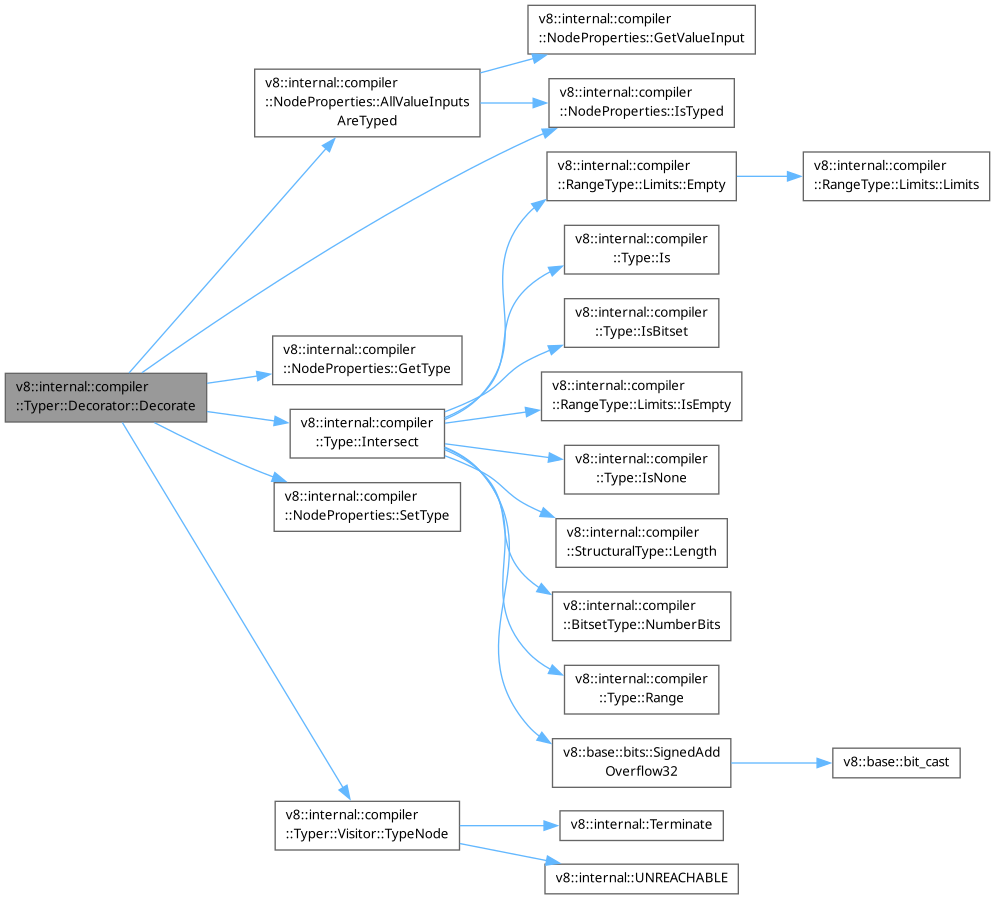 v8::internal::compiler
::NodeProperties::GetValueInput
v8::internal::compiler
::NodeProperties::AllValueInputs
AreTyped
v8::internal::compiler
::NodeProperties::IsTyped
v8::internal::compiler
::RangeType::Limits::Empty
v8::internal::compiler
::RangeType::Limits::Limits
v8::internal::compiler
::Type::Is
v8::internal::compiler
::Type::IsBitset
v8::internal::compiler
::NodeProperties::GetType
v8::internal::compiler
::Typer::Decorator::Decorate
v8::internal::compiler
::RangeType::Limits::IsEmpty
v8::internal::compiler
::Type::Intersect
v8::internal::compiler
::Type::IsNone
v8::internal::compiler
::NodeProperties::SetType
v8::internal::compiler
::StructuralType::Length
v8::internal::compiler
::BitsetType::NumberBits
v8::internal::compiler
::Type::Range
v8::base::bits::SignedAdd
Overflow32
v8::base::bit_cast
v8::internal::compiler
::Typer::Visitor::TypeNode
v8::internal::Terminate
v8::internal::UNREACHABLE